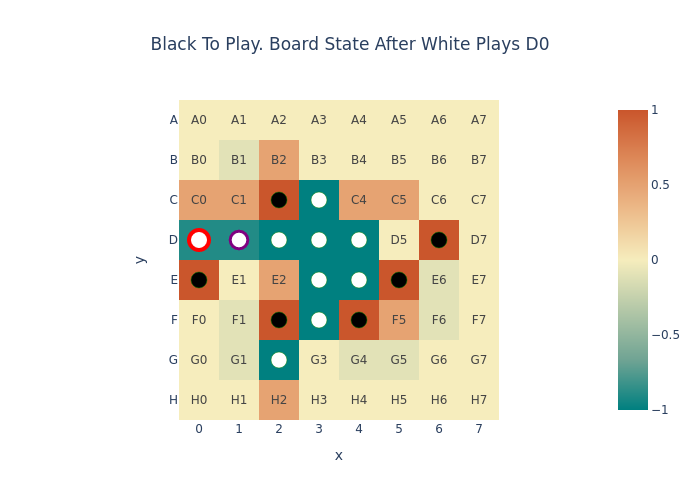 Black To Play. Board State After White Plays D0
A A0 A1 A2 A3 A4 A5 A6 A7
B B0 B1 B2 B3 B4 B5 B6 B7
C C0 C1 C4 C5 C6 C7
D D5 D7
E E1 E2 E6 E7
F F0 F1 F5 F6 F7
G G0 G1 G3 G4 G5 G6 G7
H H0 H1 H2 H3 H4 H5 H6 H7
0 1 2 3 4 5 6 7
x
y
1
0.5
0
−0.5
−1